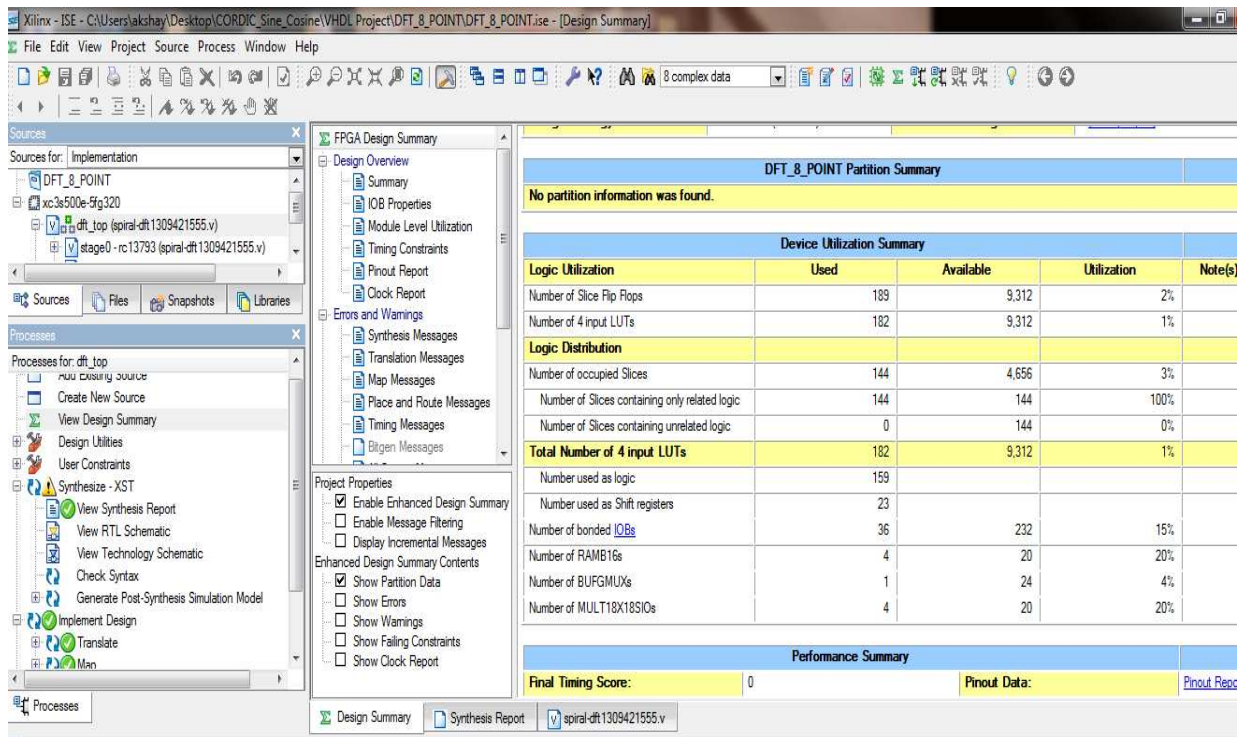 Xilinx - ISE - C:\Users\akshay\Desktop\CORDIC_Sine_Cosine\VHDL Project\DFT_8_POINT\DFT_8_POINT.ise - [Design Summary]
File Edit View Project Source Process Window Help
8 complex data
Sources
Sources for: Implementation
DFT_8_POINT
xc3s500e-5fg320
dft_top (spiral-dft1309421555.v)
stage0 - rc13793 (spiral-dft1309421555.v)
Sources Files Snapshots Libraries
Processes
Processes for: dft_top
Add Existing Source
Create New Source
View Design Summary
Design Utilities
User Constraints
Synthesize - XST
View Synthesis Report
View RTL Schematic
View Technology Schematic
Check Syntax
Generate Post-Synthesis Simulation Model
Implement Design
Translate
Map
Processes
FPGA Design Summary
Design Overview
Summary
IOB Properties
Module Level Utilization
Timing Constraints
Pinout Report
Clock Report
Errors and Warnings
Synthesis Messages
Translation Messages
Map Messages
Place and Route Messages
Timing Messages
Bitgen Messages
Project Properties
Enable Enhanced Design Summary
Enable Message Filtering
Display Incremental Messages
Enhanced Design Summary Contents
Show Partition Data
Show Errors
Show Warnings
Show Failing Constraints
Show Clock Report
DFT_8_POINT Partition Summary
No partition information was found.
Device Utilization Summary
Logic Utilization Used Available Utilization Note(s)
Number of Slice Flip Flops 189 9,312 2%
Number of 4 input LUTs 182 9,312 1%
Logic Distribution
Number of occupied Slices 144 4,656 3%
Number of Slices containing only related logic 144 144 100%
Number of Slices containing unrelated logic 0 144 0%
Total Number of 4 input LUTs 182 9,312 1%
Number used as logic 159
Number used as Shift registers 23
Number of bonded IOBs 36 232 15%
Number of RAMB16s 4 20 20%
Number of BUFGMUXs 1 24 4%
Number of MULT18X18SIOs 4 20 20%
Performance Summary
Final Timing Score: 0 Pinout Data: Pinout Repo
Design Summary Synthesis Report spiral-dft1309421555.v